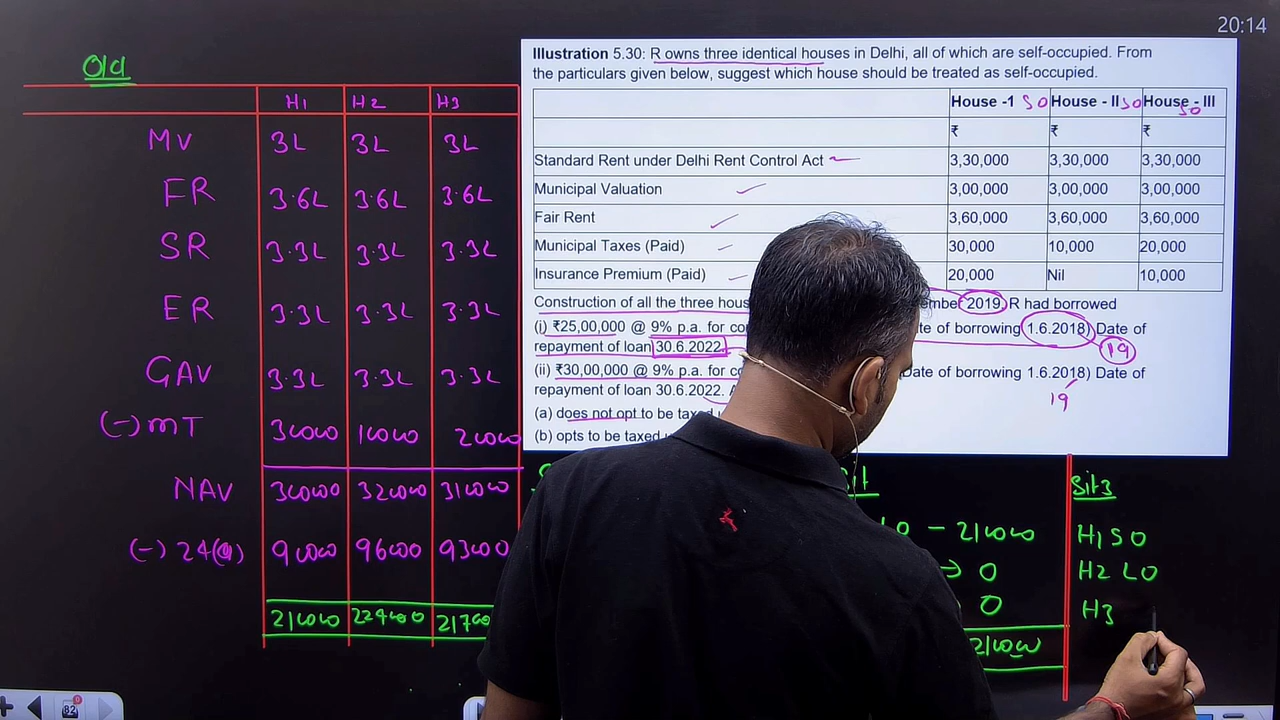 20:14
Old
H1 H2 H3
MV 3L 3L 3L
FR 3.6L 3.6L 3.6L
SR 3.3L 3.3L 3.3L
ER 3.3L 3.3L 3.3L
GAV 3.3L 3.3L 3.3L
(-) MT 30000 10000 20000
NAV 300000 320000 310000
(-) 24(a) 90000 96000 93000
210000 224000 2170
Illustration 5.30: R owns three identical houses in Delhi, all of which are self-occupied. From
the particulars given below, suggest which house should be treated as self-occupied.
House -1 SO House - II SO House - III SO
₹ ₹ ₹
Standard Rent under Delhi Rent Control Act 3,30,000 3,30,000 3,30,000
Municipal Valuation 3,00,000 3,00,000 3,00,000
Fair Rent 3,60,000 3,60,000 3,60,000
Municipal Taxes (Paid) 30,000 10,000 20,000
Insurance Premium (Paid) 20,000 Nil 10,000
Construction of all the three hous ember 2019. R had borrowed
(i) ₹25,00,000 @ 9% p.a. for co te of borrowing 1.6.2018) Date of
repayment of loan 30.6.2022. 19
(ii) ₹30,00,000 @ 9% p.a. for co Date of borrowing 1.6.2018) Date of
repayment of loan 30.6.2022. 19
(a) does not opt to be taxed
(b) opts to be taxed
it Sit3
LO - 210000 H1 SO
→ 0 H2 LO
0 H3
210000
82